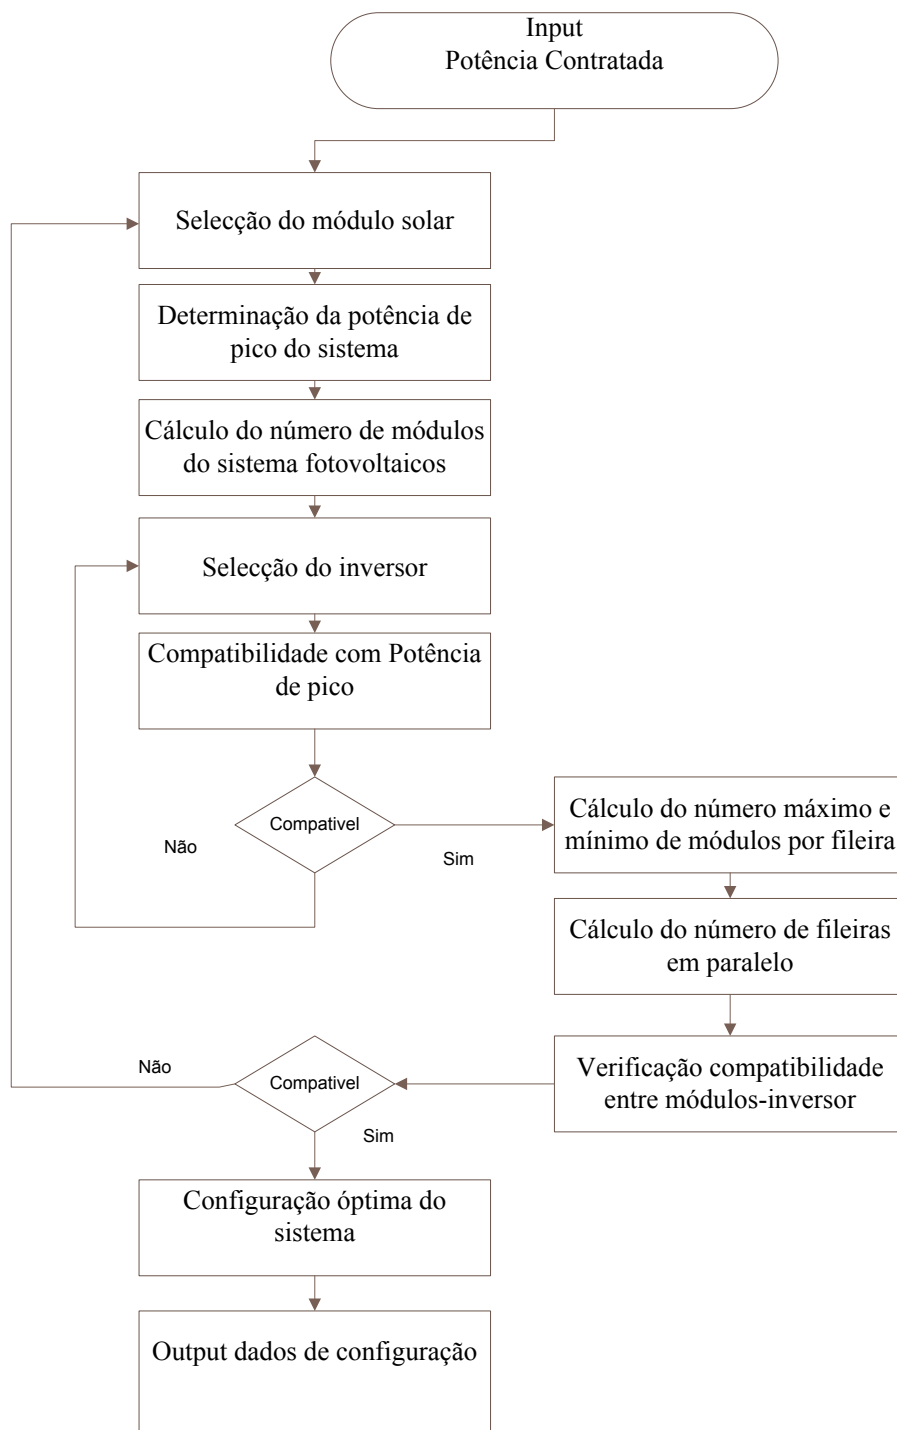 Input
Potência Contratada
Selecção do módulo solar
Determinação da potência de
pico do sistema
Cálculo do número de módulos
do sistema fotovoltaicos
Selecção do inversor
Compatibilidade com Potência
de pico
Compativel
Não
Sim
Cálculo do número máximo e
mínimo de módulos por fileira
Cálculo do número de fileiras
em paralelo
Verificação compatibilidade
entre módulos-inversor
Compativel
Não
Sim
Configuração óptima do
sistema
Output dados de configuração